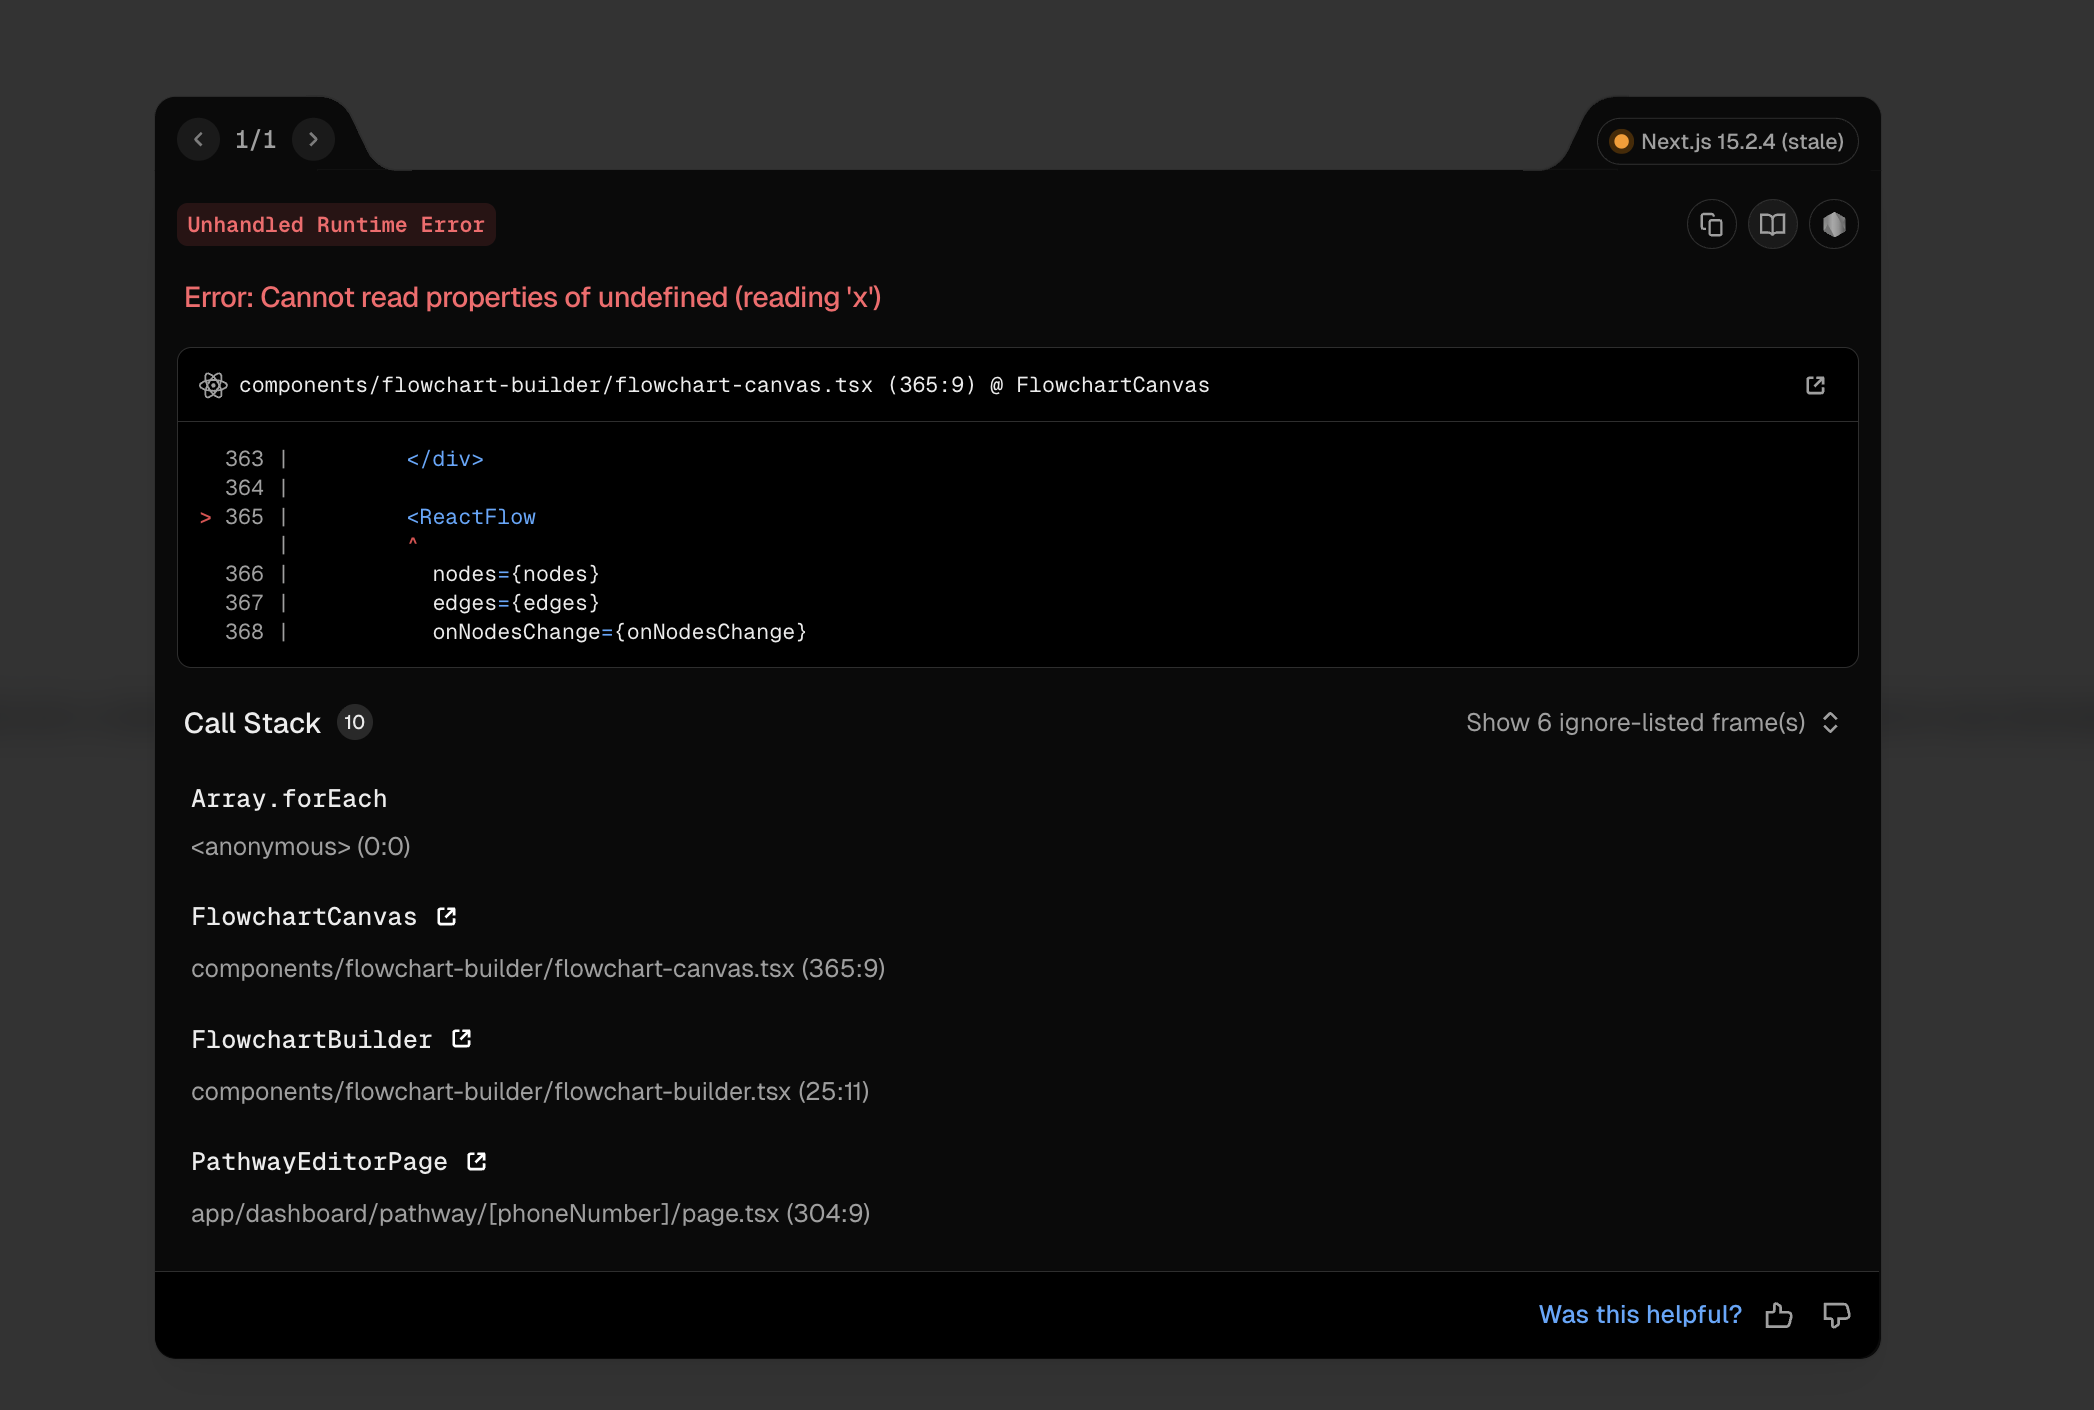 1/1
Next.js 15.2.4 (stale)
Unhandled Runtime Error
Error: Cannot read properties of undefined (reading 'x')
components/flowchart-builder/flowchart-canvas.tsx (365:9) @ FlowchartCanvas
363 | </div>
364 |
> 365 | <ReactFlow
| ^
366 | nodes={nodes}
367 | edges={edges}
368 | onNodesChange={onNodesChange}
Call Stack 10
Show 6 ignore-listed frame(s)
Array.forEach
<anonymous> (0:0)
FlowchartCanvas
components/flowchart-builder/flowchart-canvas.tsx (365:9)
FlowchartBuilder
components/flowchart-builder/flowchart-builder.tsx (25:11)
PathwayEditorPage
app/dashboard/pathway/[phoneNumber]/page.tsx (304:9)
Was this helpful?